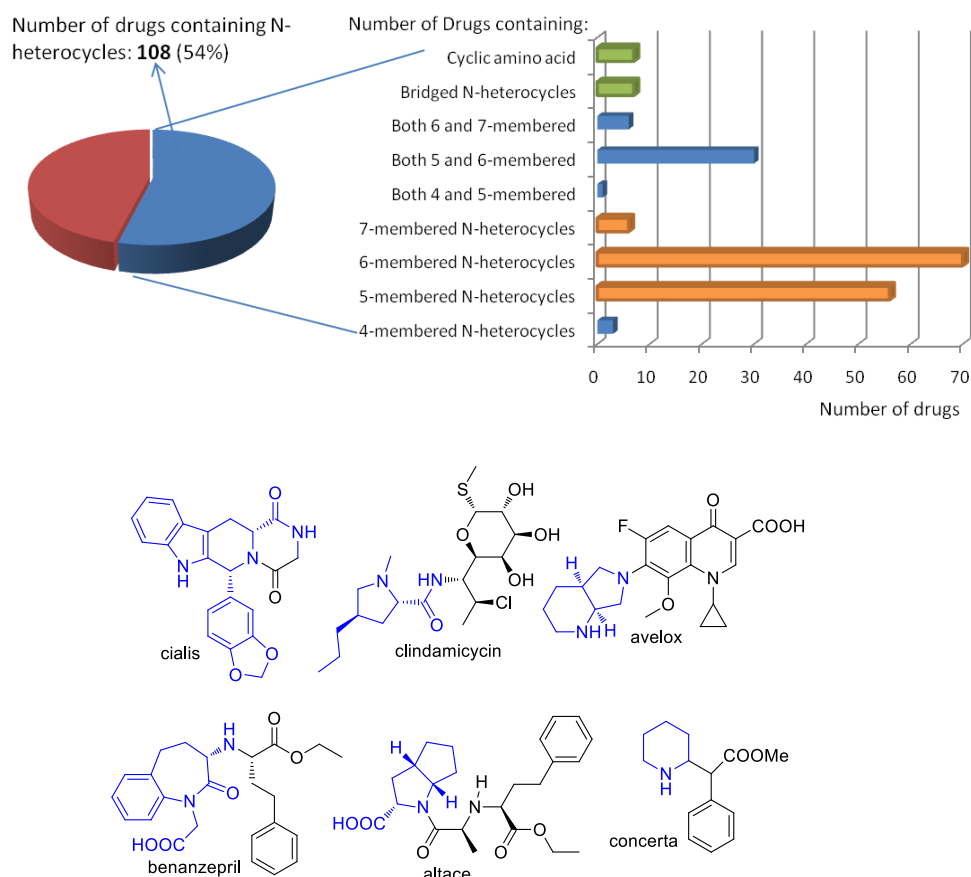 Number of drugs containing N-
heterocycles: 108 (54%)
Number of Drugs containing:
Cyclic amino acid
Bridged N-heterocycles
Both 6 and 7-membered
Both 5 and 6-membered
Both 4 and 5-membered
7-membered N-heterocycles
6-membered N-heterocycles
5-membered N-heterocycles
4-membered N-heterocycles
0 10 20 30 40 50 60 70
Number of drugs
O
NH
N
N
H
O
O
O
cialis
S
OH
O
OH
OH
N
HN
O
Cl
clindamicycin
O
F
COOH
H
N
N
O
H
NH
avelox
H
N
O
O
O
N
HOOC
benanzepril
H
H
H
N
N
HOOC
O
O
O
altace
N
H
COOMe
concerta